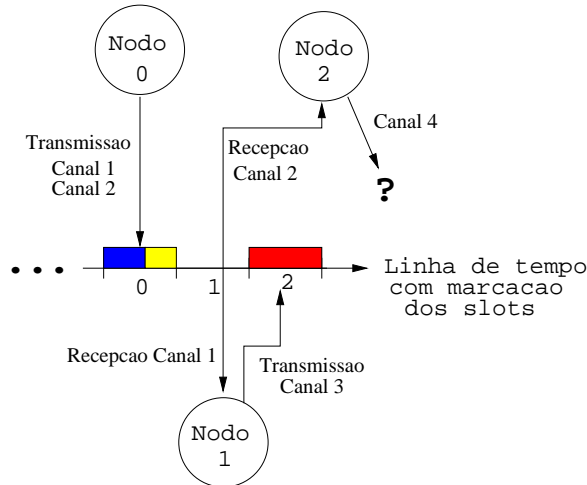 Nodo
0
Nodo
2
Transmissao
Canal 1
Canal 2
Recepcao
Canal 2
Canal 4
?
...
0
1
2
Linha de tempo
com marcacao
dos slots
Recepcao Canal 1
Transmissao
Canal 3
Nodo
1